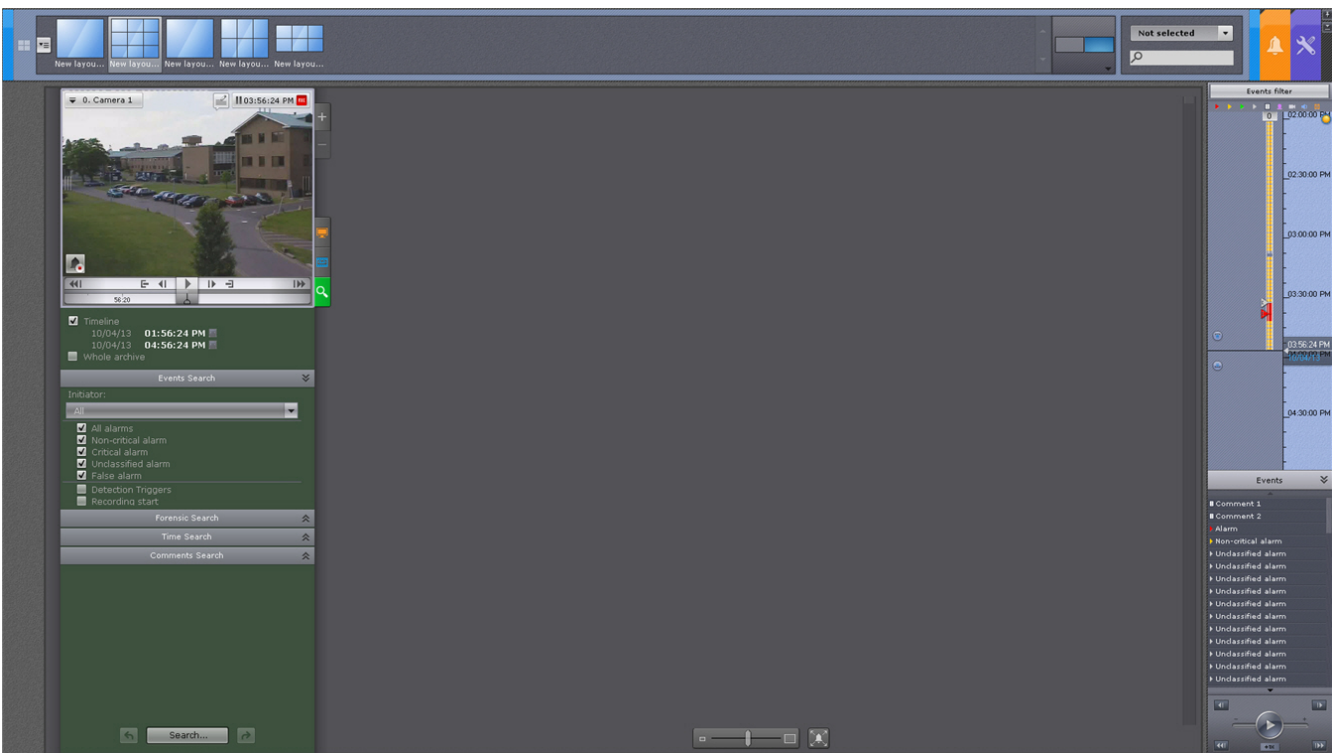 New layou... New layou... New layou... New layou... New layou...
Not selected
0. Camera 1
03:56:24 PM
56:20
Timeline
10/04/13 01:56:24 PM
10/04/13 04:56:24 PM
Whole archive
Events Search
Initiator:
All
All alarms
Non-critical alarm
Critical alarm
Unclassified alarm
False alarm
Detection Triggers
Recording start
Forensic Search
Time Search
Comments Search
Search...
Events filter
0
02:00:00 PM
02:30:00 PM
03:00:00 PM
03:30:00 PM
03:56:24 PM
10/04/13
04:30:00 PM
Events
Comment 1
Comment 2
Alarm
Non-critical alarm
Unclassified alarm
Unclassified alarm
Unclassified alarm
Unclassified alarm
Unclassified alarm
Unclassified alarm
Unclassified alarm
Unclassified alarm
Unclassified alarm
Unclassified alarm
Unclassified alarm